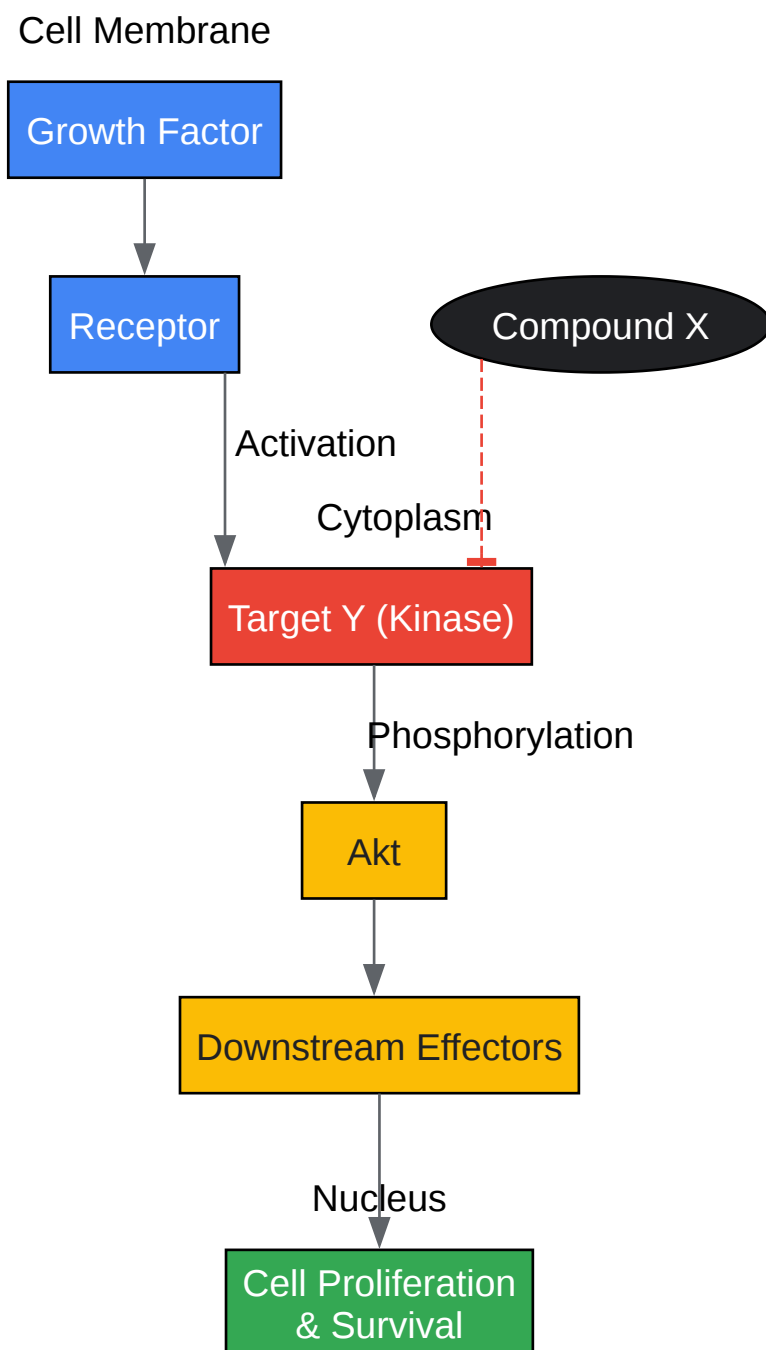 Cell Membrane
Growth Factor
Receptor
Compound X
Activation
Cytoplasm
Target Y (Kinase)
Phosphorylation
Akt
Downstream Effectors
Nucleus
Cell Proliferation
& Survival